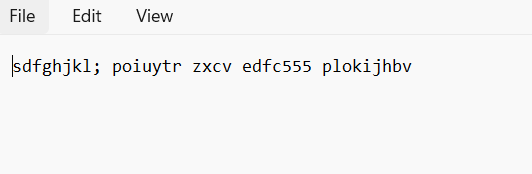 File Edit View
sdfghjkl; poiuytr zxcv edfc555 plokijhbv